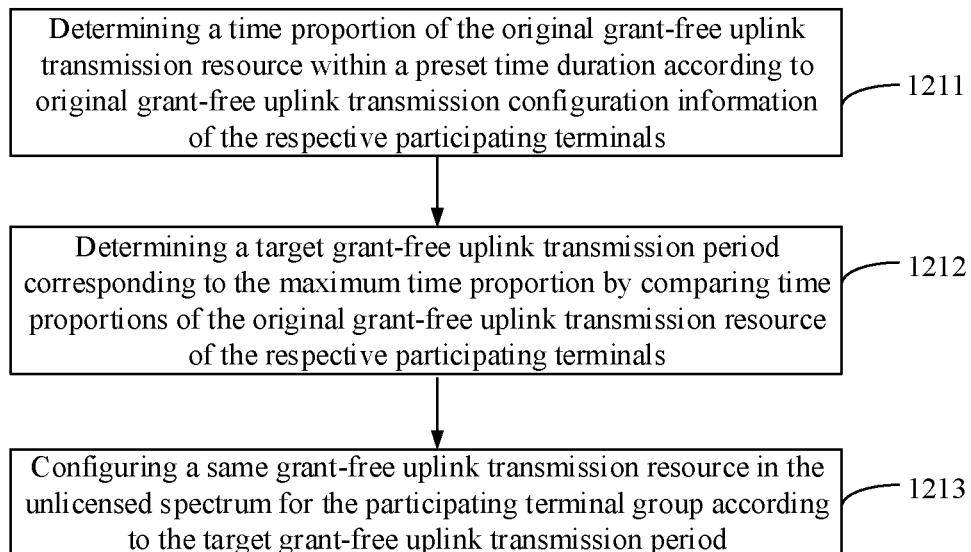 Determining a time proportion of the original grant-free uplink
transmission resource within a preset time duration according to
original grant-free uplink transmission configuration information
of the respective participating terminals
1211
Determining a target grant-free uplink transmission period
corresponding to the maximum time proportion by comparing time
proportions of the original grant-free uplink transmission resource
of the respective participating terminals
1212
Configuring a same grant-free uplink transmission resource in the
unlicensed spectrum for the participating terminal group according
to the target grant-free uplink transmission period
1213